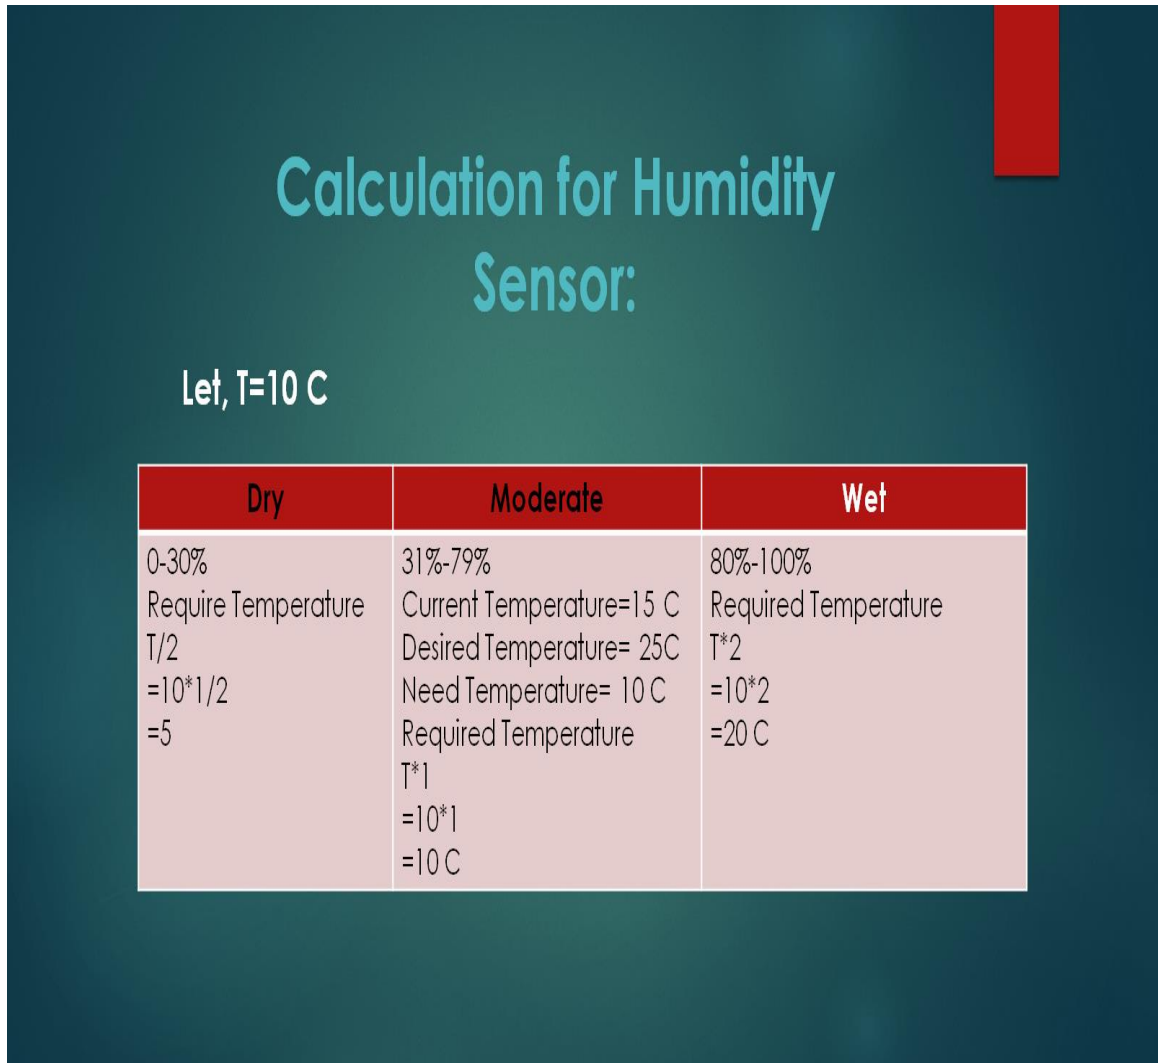 Calculation for Humidity
Sensor:
Let, T=10 C
Dry
0-30%
Require Temperature
T/2
=10*1/2
=5
Moderate
31%-79%
Current Temperature=15 C
Desired Temperature= 25C
Need Temperature= 10 C
Required Temperature
T*1
=10*1
=10 C
Wet
80%-100%
Required Temperature
T*2
=10*2
=20 C